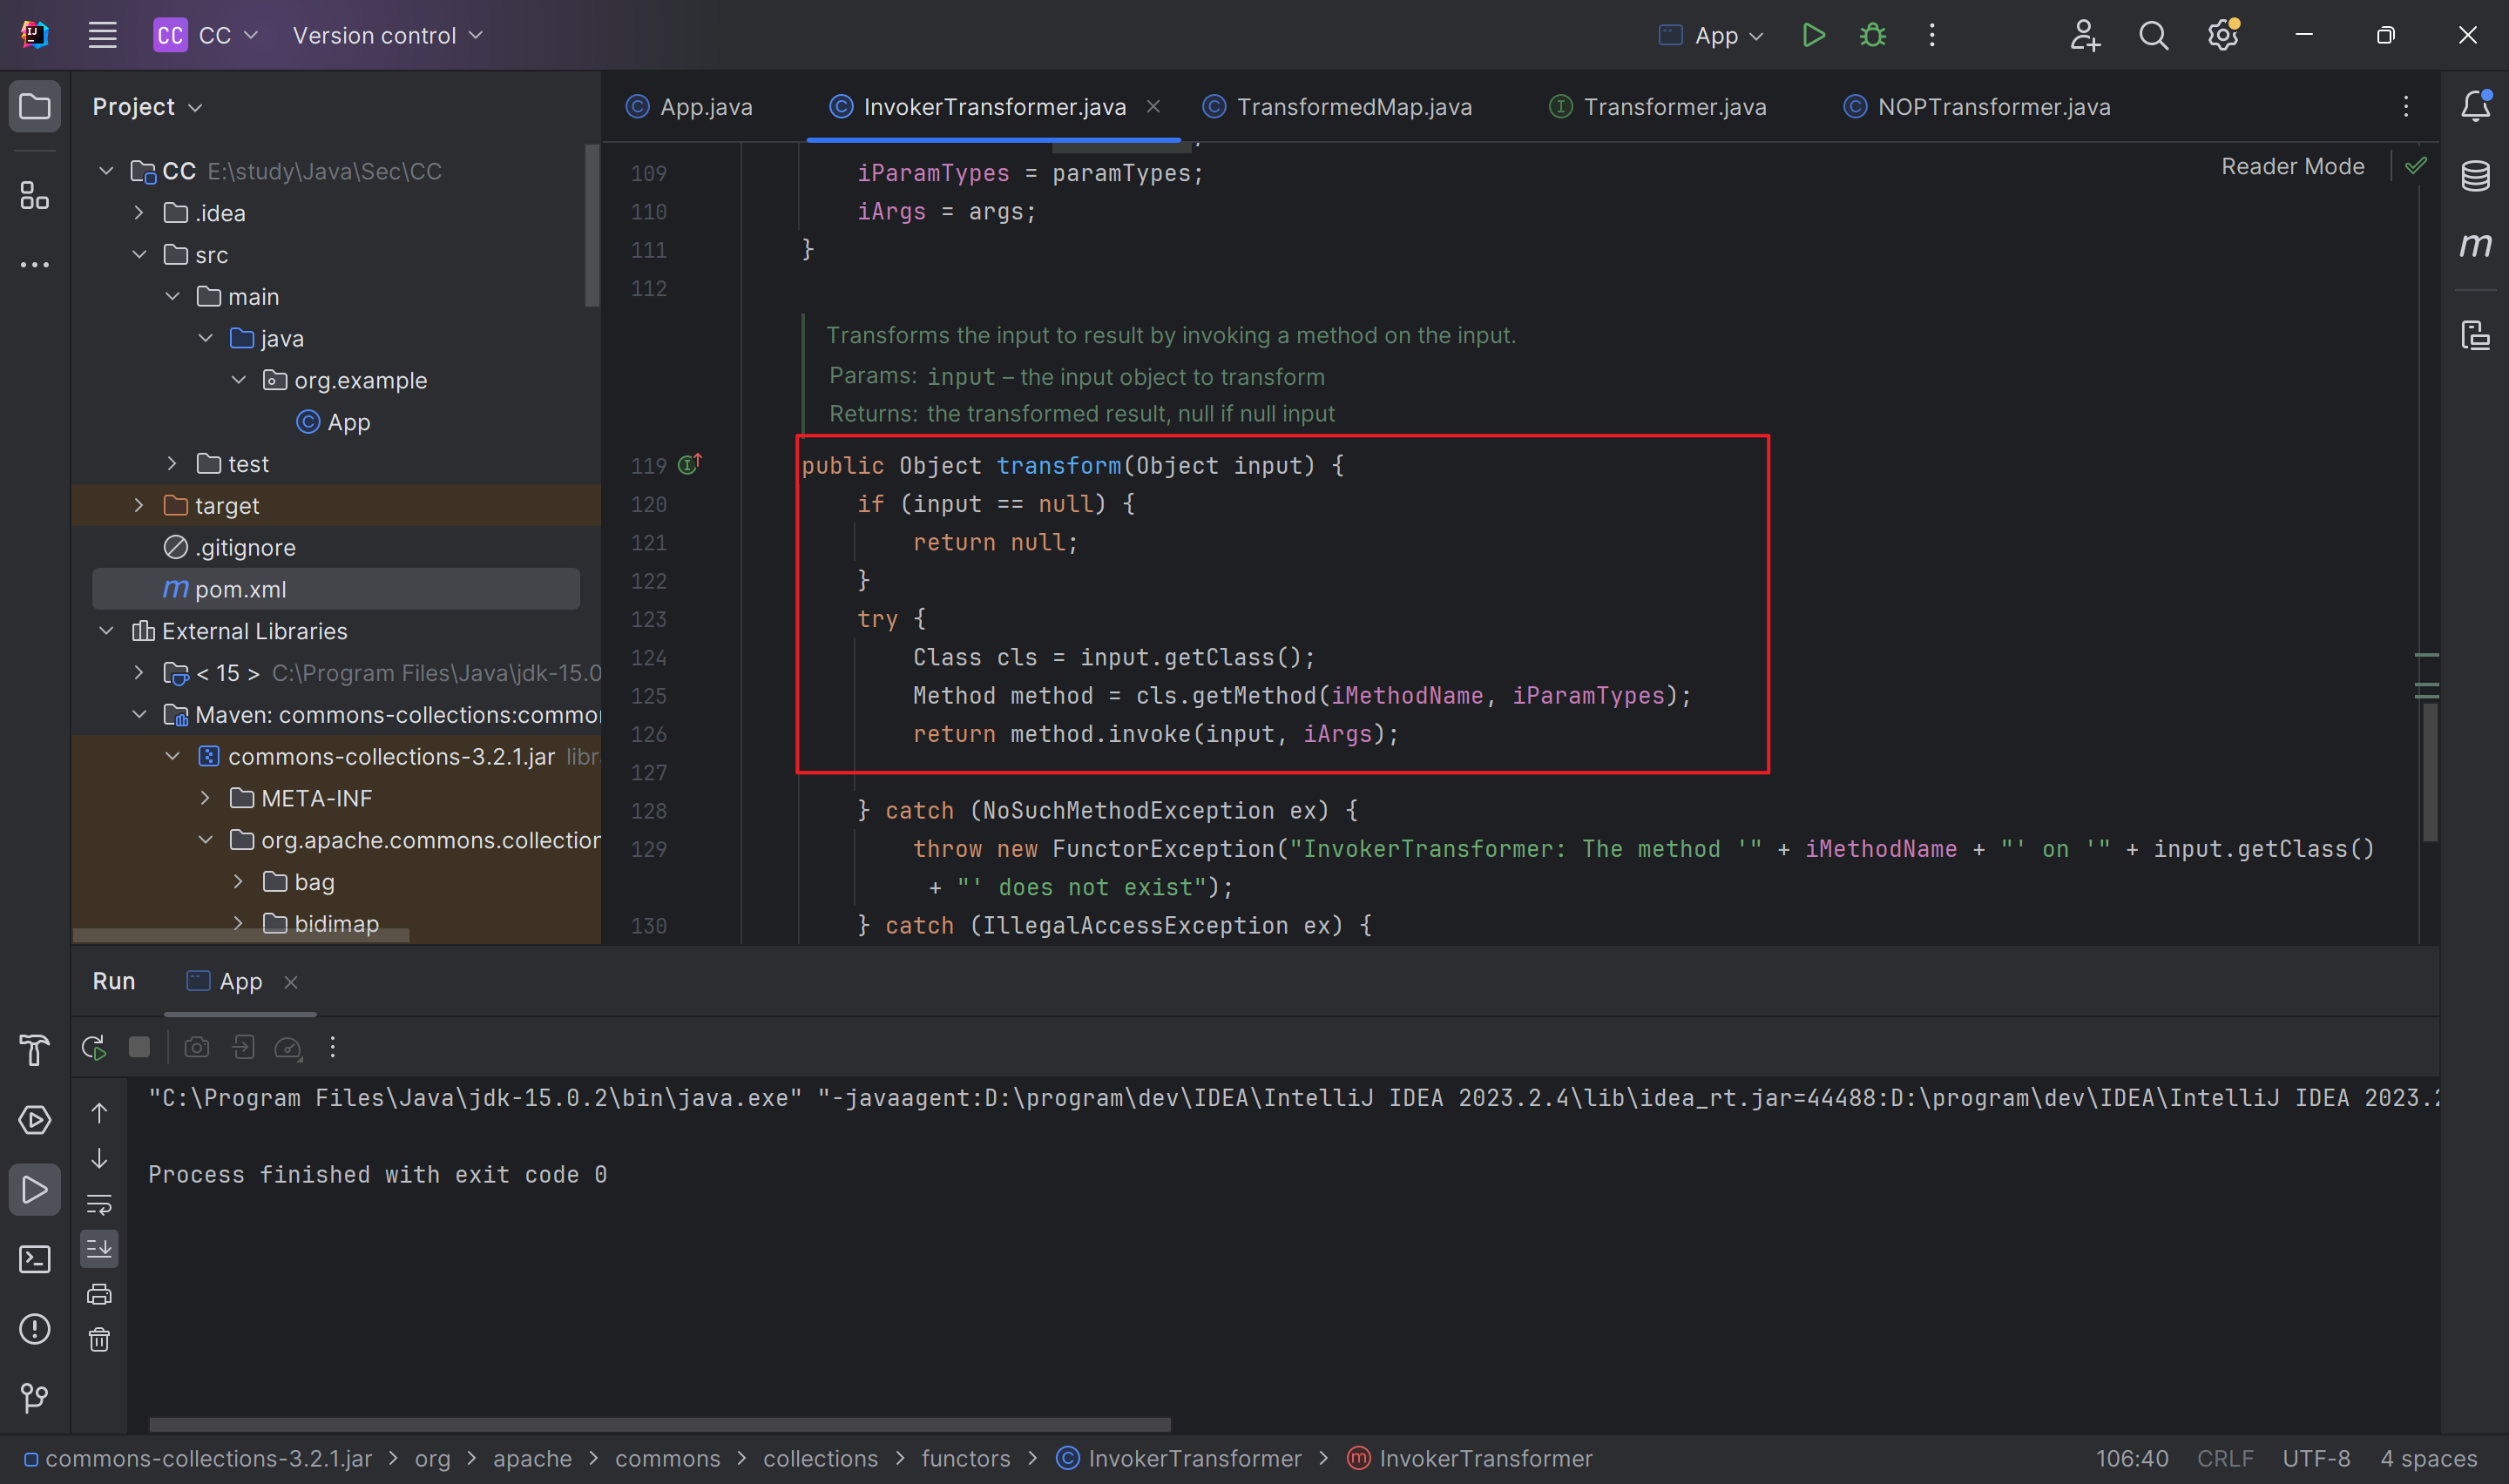 CC CC Version control App
Project
CC E:\study\Java\Sec\CC
.idea
src
main
java
org.example
App
test
target
.gitignore
pom.xml
External Libraries
< 15 > C:\Program Files\Java\jdk-15.0
Maven: commons-collections:commo
commons-collections-3.2.1.jar libr
META-INF
org.apache.commons.collection
bag
bidimap
App.java InvokerTransformer.java TransformedMap.java Transformer.java NOPTransformer.java
Reader Mode
109 iParamTypes = paramTypes;
110 iArgs = args;
111 }
112
Transforms the input to result by invoking a method on the input.
Params: input – the input object to transform
Returns: the transformed result, null if null input
119 public Object transform(Object input) {
120 if (input == null) {
121 return null;
122 }
123 try {
124 Class cls = input.getClass();
125 Method method = cls.getMethod(iMethodName, iParamTypes);
126 return method.invoke(input, iArgs);
127
128 } catch (NoSuchMethodException ex) {
129 throw new FunctorException("InvokerTransformer: The method '" + iMethodName + "' on '" + input.getClass()
+ "' does not exist");
130 } catch (IllegalAccessException ex) {
Run App
"C:\Program Files\Java\jdk-15.0.2\bin\java.exe" "-javaagent:D:\program\dev\IDEA\IntelliJ IDEA 2023.2.4\lib\idea_rt.jar=44488:D:\program\dev\IDEA\IntelliJ IDEA 2023.2
Process finished with exit code 0
commons-collections-3.2.1.jar > org > apache > commons > collections > functors > InvokerTransformer > InvokerTransformer 106:40 CRLF UTF-8 4 spaces